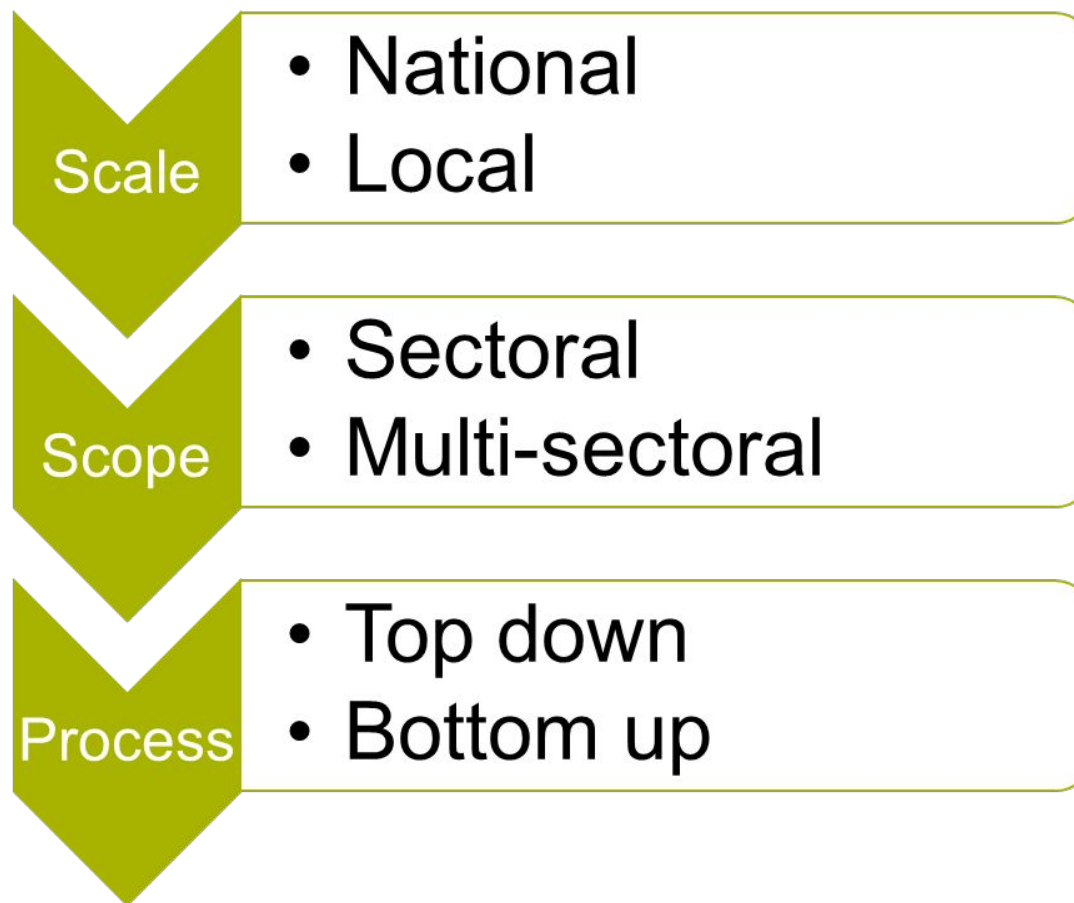 Scale
• National
• Local
Scope
• Sectoral
• Multi-sectoral
Process
• Top down
• Bottom up